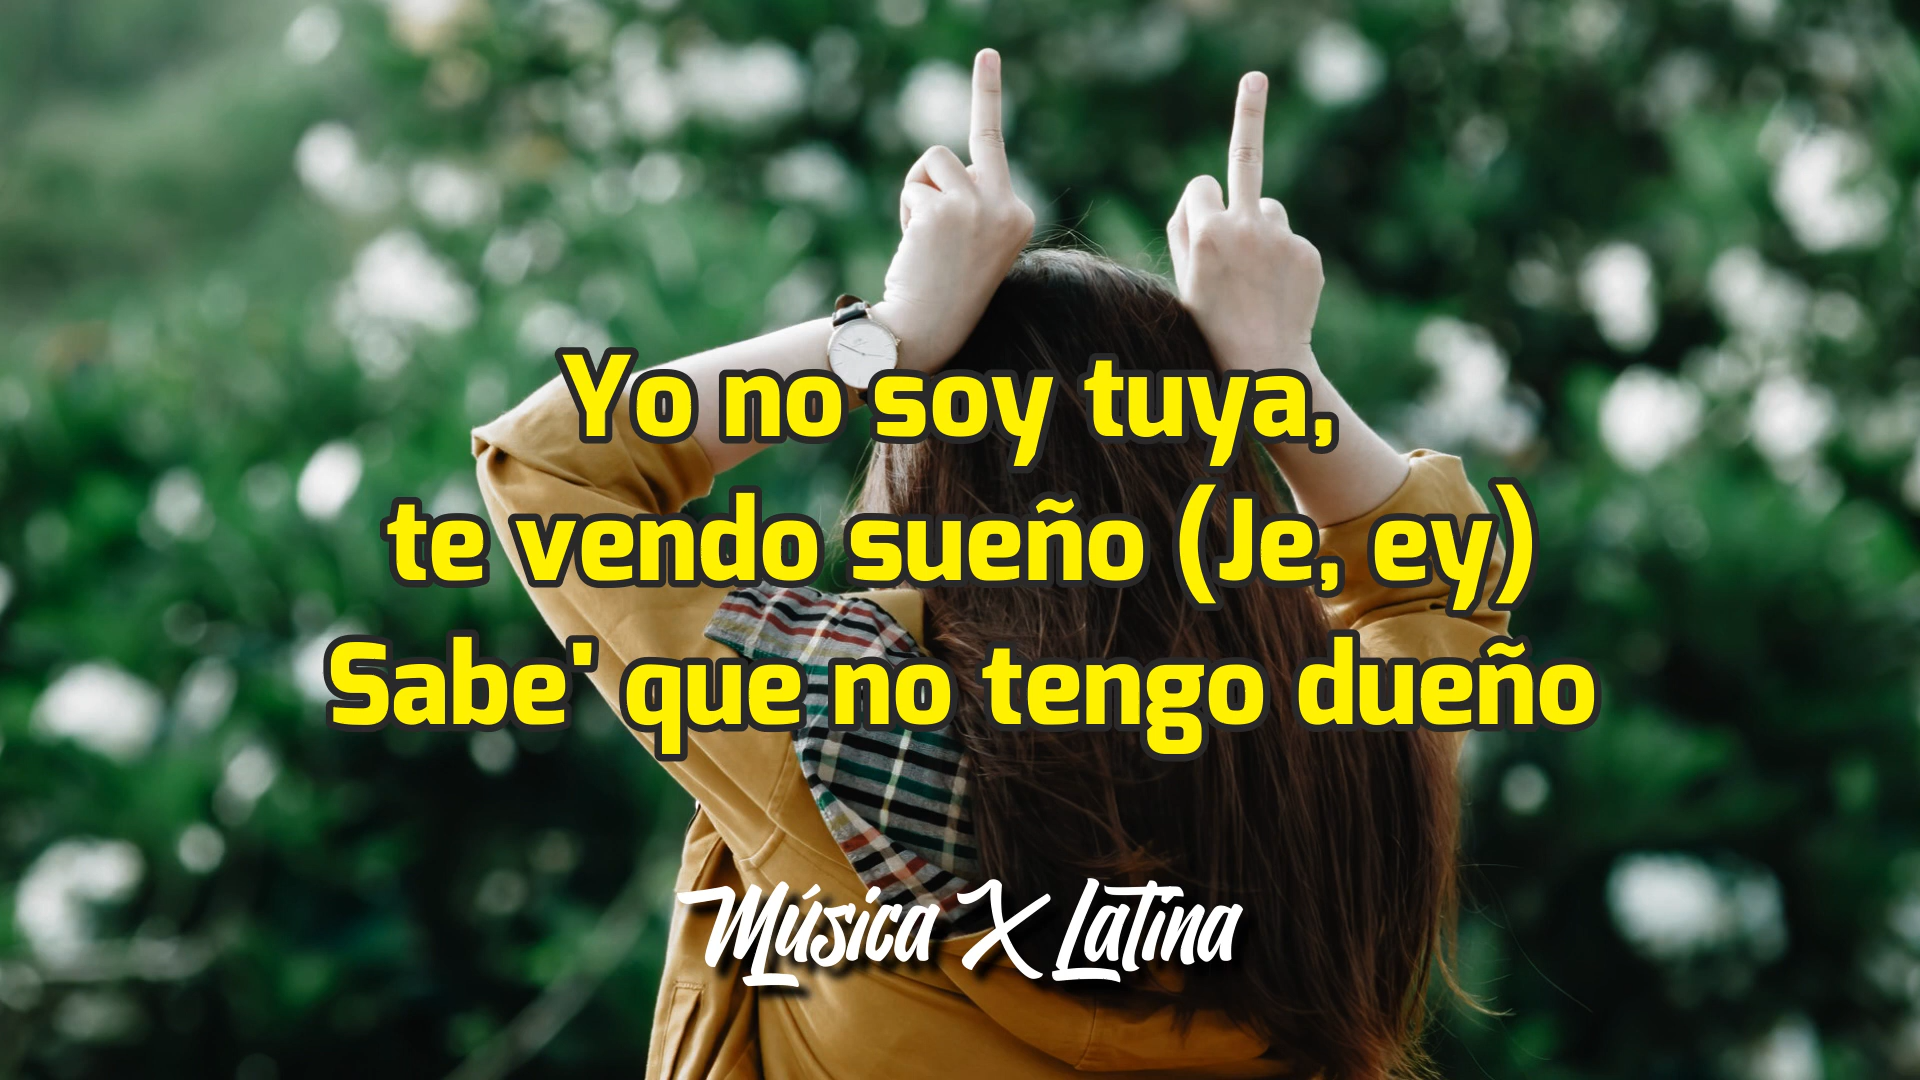 Yo no soy tuya,
te vendo sueño (Je, ey)
Sabe' que no tengo dueño
Música X Latina